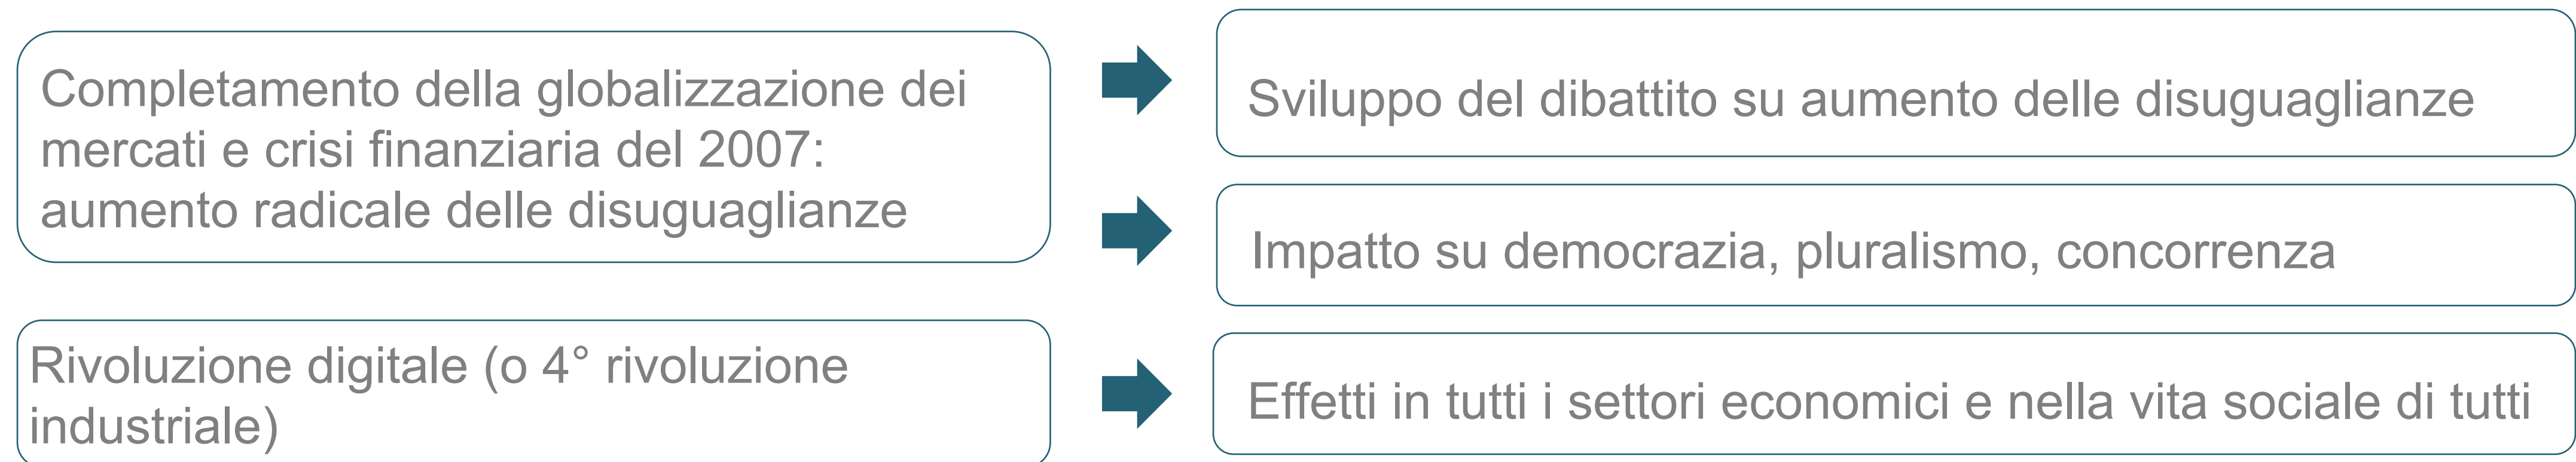 Completamento della globalizzazione dei
mercati e crisi finanziaria del 2007:
aumento radicale delle disuguaglianze
Sviluppo del dibattito su aumento delle disuguaglianze
Impatto su democrazia, pluralismo, concorrenza
Rivoluzione digitale (o 4° rivoluzione
industriale)
Effetti in tutti i settori economici e nella vita sociale di tutti